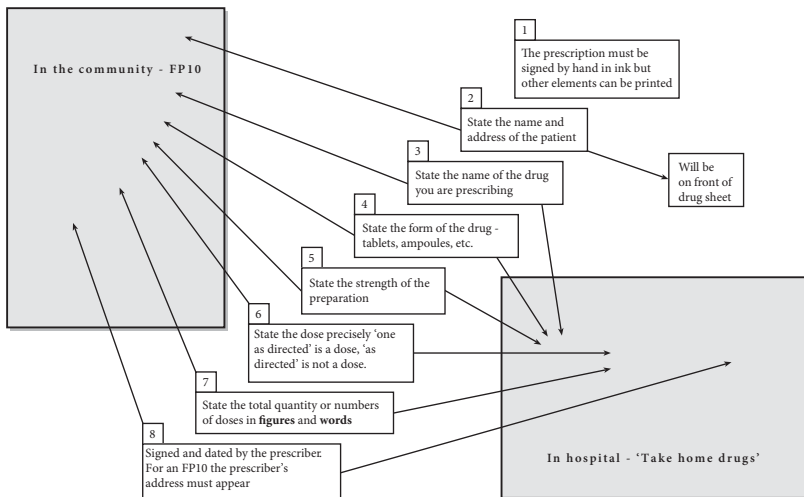 In the community - FP10
1
The prescription must be
signed by hand in ink but
other elements can be printed
2
State the name and
address of the patient
Will be
on front of
drug sheet
3
State the name of the drug
you are prescribing
4
State the form of the drug -
tablets, ampoules, etc.
5
State the strength of the
preparation
6
State the dose precisely ‘one
as directed’ is a dose, ‘as
directed’ is not a dose.
7
State the total quantity or numbers
of doses in figures and words
8
Signed and dated by the prescriber.
For an FP10 the prescriber’s
address must appear
In hospital - ‘Take home drugs’